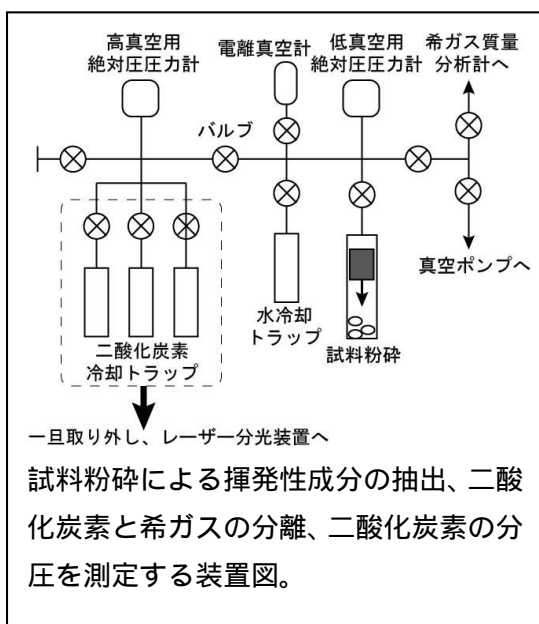 高真空用
絶対圧圧力計
電離真空計
低真空用
絶対圧圧力計
希ガス質量
分析計へ
バルブ
真空ポンプへ
水冷却
トラップ
試料粉砕
二酸化炭素
冷却トラップ
一旦取り外し、レーザー分光装置へ
試料粉砕による揮発性成分の抽出、二酸
化炭素と希ガスの分離、二酸化炭素の分
圧を測定する装置図。